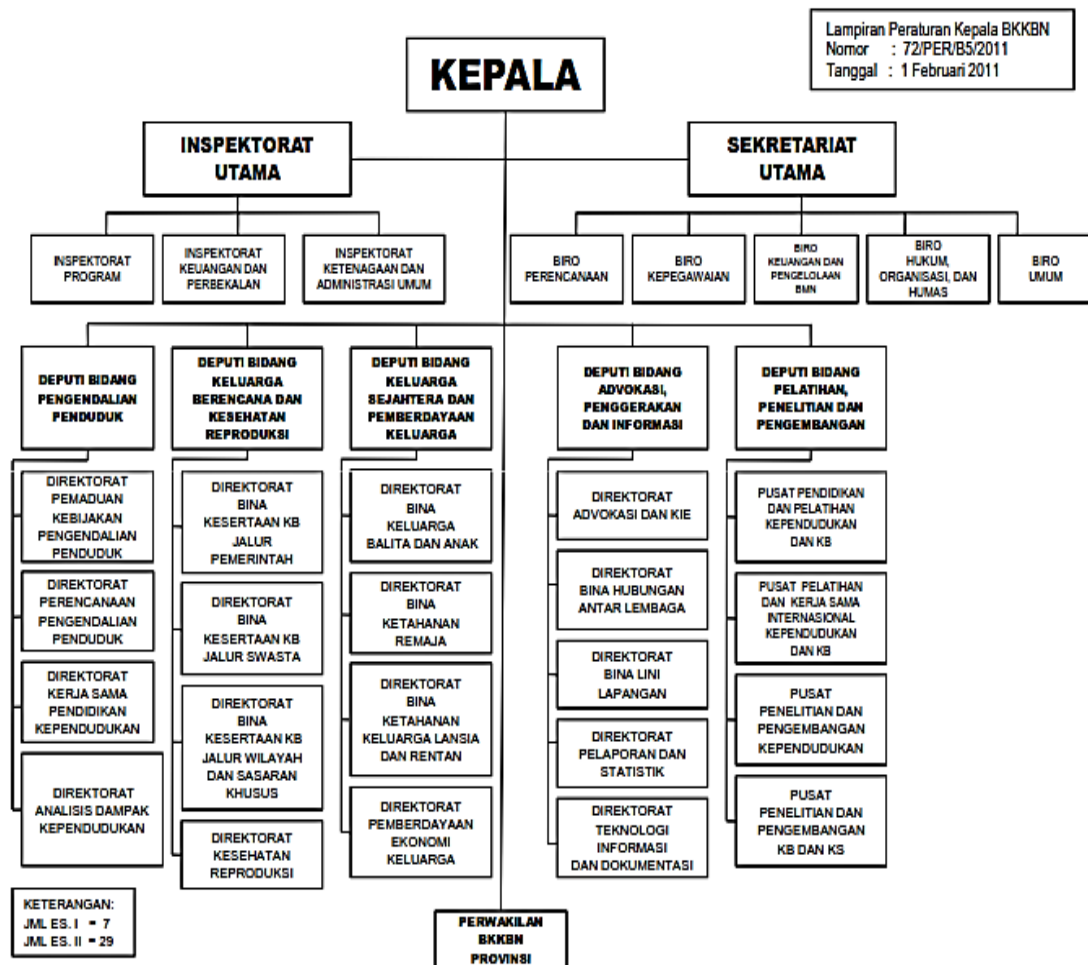 Lampiran Peraturan Kepala BKKBN
Nomor : 72/PER/B5/2011
Tanggal : 1 Februari 2011
KEPALA
INSPEKTORAT
UTAMA
SEKRETARIAT
UTAMA
INSPEKTORAT
PROGRAM
INSPEKTORAT
KEUANGAN DAN
PERBEKALAN
INSPEKTORAT
KETENAGAAN DAN
ADMINISTRASI UMUM
BIRO
PERENCANAAN
BIRO
KEPEGAWAIAN
BIRO
KEUANGAN DAN
PENGELOLAAN
BMN
BIRO
HUKUM,
ORGANISASI, DAN
HUMAS
BIRO
UMUM
DEPUTI BIDANG
PENGENDALIAN
PENDUDUK
DEPUTI BIDANG
KELUARGA
BERENCANA DAN
KESEHATAN
REPRODUKSI
DEPUTI BIDANG
KELUARGA
SEJAHTERA DAN
PEMBERDAYAAN
KELUARGA
DEPUTI BIDANG
ADVOKASI,
PENGGERAKAN
DAN INFORMASI
DEPUTI BIDANG
PELATIHAN,
PENELITIAN DAN
PENGEMBANGAN
DIREKTORAT
PEMADUAN
KEBIJAKAN
PENGENDALIAN
PENDUDUK
DIREKTORAT
PERENCANAAN
PENGENDALIAN
PENDUDUK
DIREKTORAT
KERJA SAMA
PENDIDIKAN
KEPENDUDUKAN
DIREKTORAT
ANALISIS DAMPAK
KEPENDUDUKAN
DIREKTORAT
BINA
KESERTAAN KB
JALUR
PEMERINTAH
DIREKTORAT
BINA
KESERTAAN KB
JALUR SWASTA
DIREKTORAT
BINA
KESERTAAN KB
JALUR WILAYAH
DAN SASARAN
KHUSUS
DIREKTORAT
KESEHATAN
REPRODUKSI
DIREKTORAT
BINA
KELUARGA
BALITA DAN ANAK
DIREKTORAT
BINA
KETAHANAN
REMAJA
DIREKTORAT
BINA
KETAHANAN
KELUARGA LANSIA
DAN RENTAN
DIREKTORAT
PEMBERDAYAAN
EKONOMI
KELUARGA
DIREKTORAT
ADVOKASI DAN KIE
DIREKTORAT
BINA HUBUNGAN
ANTAR LEMBAGA
DIREKTORAT
BINA LINI
LAPANGAN
DIREKTORAT
PELAPORAN DAN
STATISTIK
DIREKTORAT
TEKNOLOGI
INFORMASI
DAN DOKUMENTASI
PUSAT PENDIDIKAN
DAN PELATIHAN
KEPENDUDUKAN
DAN KB
PUSAT PELATIHAN
DAN KERJA SAMA
INTERNASIONAL
KEPENDUDUKAN
DAN KB
PUSAT
PENELITIAN DAN
PENGEMBANGAN
KEPENDUDUKAN
PUSAT
PENELITIAN DAN
PENGEMBANGAN
KB DAN KS
KETERANGAN:
JML ES. I = 7
JML ES. II = 29
PERWAKILAN
BKKBN
PROVINSI